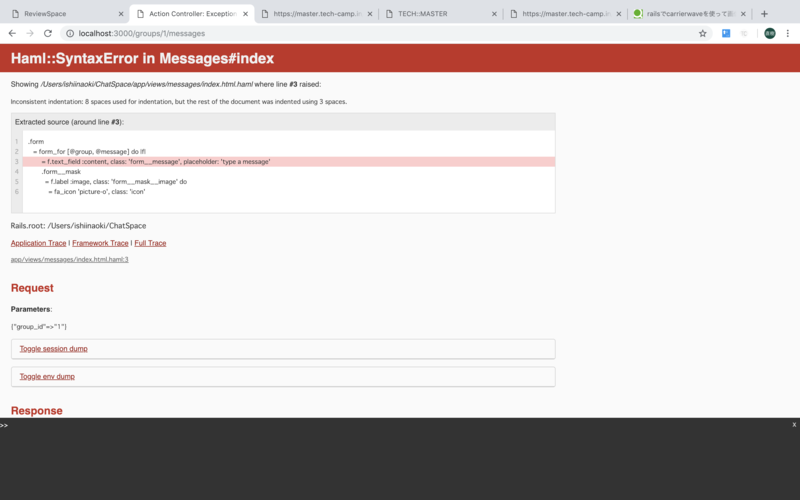 ReviewSpace
Action Controller: Exception
https://master.tech-camp.in
TECH::MASTER
https://master.tech-camp.in
railsでcarrierwaveを使って
localhost:3000/groups/1/messages
Haml::SyntaxError in Messages#index
Showing /Users/ishiinaoki/ChatSpace/app/views/messages/index.html.haml where line #3 raised:
Inconsistent indentation: 8 spaces used for indentation, but the rest of the document was indented using 3 spaces.
Extracted source (around line #3):
1 .form
2 = form_for [@group, @message] do |f|
3 = f.text_field :content, class: 'form__message', placeholder: 'type a message'
4 .form__mask
5 = f.label :image, class: 'form__mask__image' do
6 = fa_icon 'picture-o', class: 'icon'
Rails.root: /Users/ishiinaoki/ChatSpace
Application Trace | Framework Trace | Full Trace
app/views/messages/index.html.haml:3
Request
Parameters:
{"group_id"=>"1"}
Toggle session dump
Toggle env dump
Response
>>
x